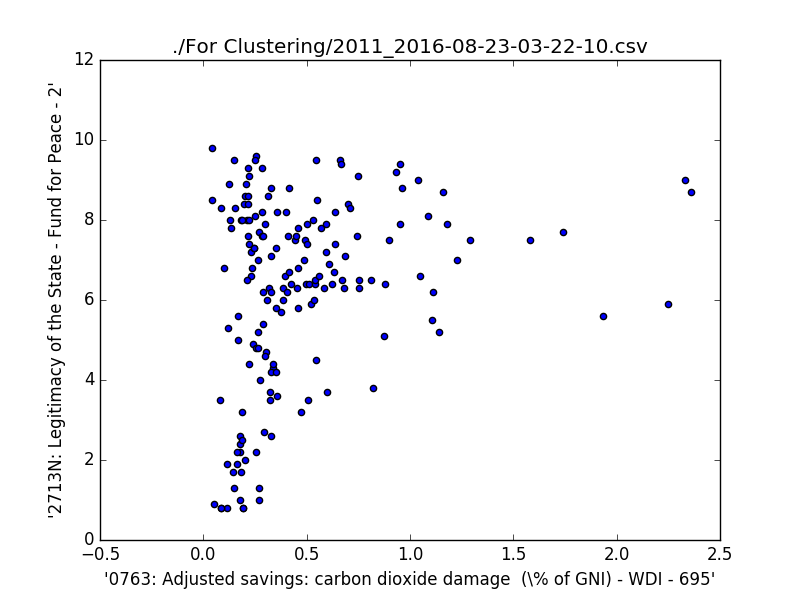 ./For Clustering/2011_2016-08-23-03-22-10.csv
'2713N: Legitimacy of the State - Fund for Peace - 2'
12
10
8
6
4
2
0
−0.5 0.0 0.5 1.0 1.5 2.0 2.5
'0763: Adjusted savings: carbon dioxide damage  (\% of GNI) - WDI - 695'